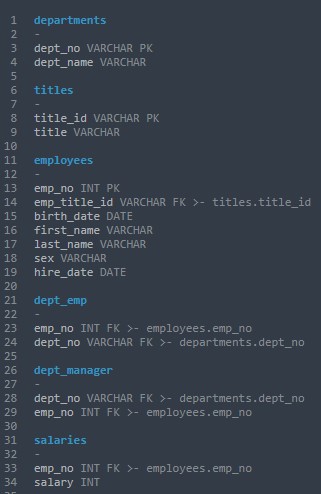 1 departments
2 -
3 dept_no VARCHAR PK
4 dept_name VARCHAR
5
6 titles
7 -
8 title_id VARCHAR PK
9 title VARCHAR
10
11 employees
12 -
13 emp_no INT PK
14 emp_title_id VARCHAR FK >- titles.title_id
15 birth_date DATE
16 first_name VARCHAR
17 last_name VARCHAR
18 sex VARCHAR
19 hire_date DATE
20
21 dept_emp
22 -
23 emp_no INT FK >- employees.emp_no
24 dept_no VARCHAR FK >- departments.dept_no
25
26 dept_manager
27 -
28 dept_no VARCHAR FK >- departments.dept_no
29 emp_no INT FK >- employees.emp_no
30
31 salaries
32 -
33 emp_no INT FK >- employees.emp_no
34 salary INT